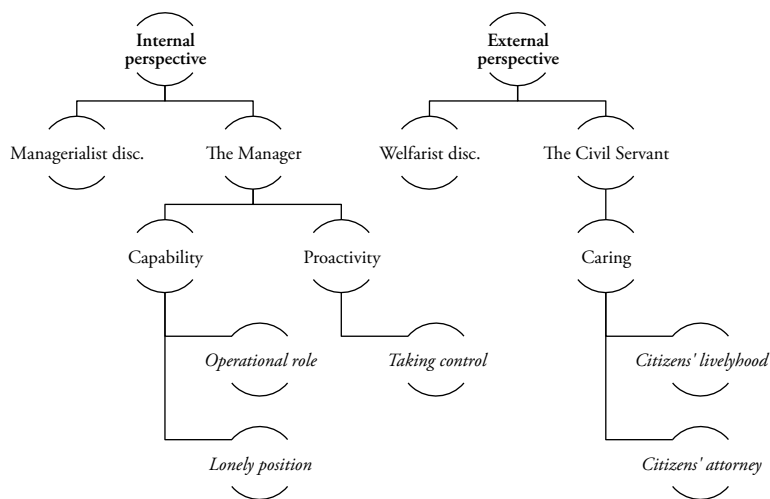 Internal
perspective
External
perspective
Managerialist disc.
The Manager
Welfarist disc.
The Civil Servant
Capability
Proactivity
Caring
Operational role
Taking control
Citizens' livelyhood
Lonely position
Citizens' attorney